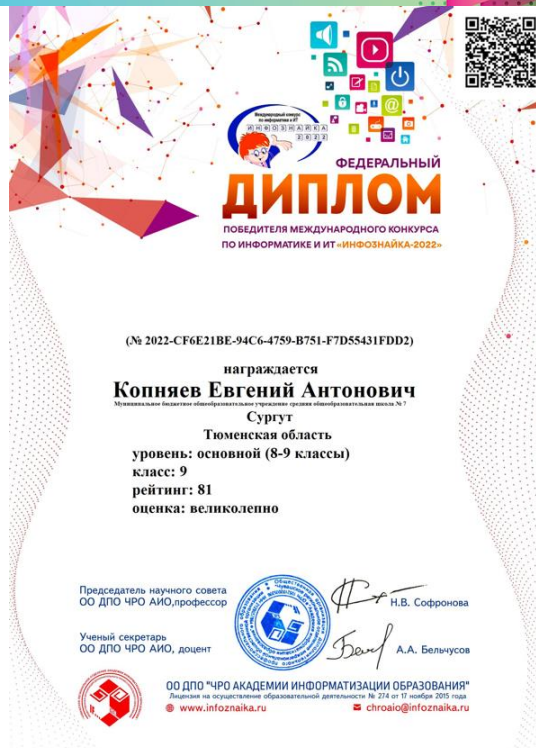 Международный конкурс
по информатике и ИТ
ИНФОЗНАЙКА
2022
ФЕДЕРАЛЬНЫЙ
ДИПЛОМ
ПОБЕДИТЕЛЯ МЕЖДУНАРОДНОГО КОНКУРСА
ПО ИНФОРМАТИКЕ И ИТ «ИНФОЗНАЙКА-2022»
(№ 2022-CF6E21BE-94C6-4759-B751-F7D55431FDD2)
награждается
Копняев Евгений Антонович
Муниципальное бюджетное общеобразовательное учреждение средняя общеобразовательная школа № 7
Сургут
Тюменская область
уровень: основной (8-9 классы)
класс: 9
рейтинг: 81
оценка: великолепно
Председатель научного совета
ОО ДПО ЧРО АИО,профессор
Н.В. Софронова
Ученый секретарь
ОО ДПО ЧРО АИО, доцент
А.А. Бельчусов
ОО ДПО "ЧРО АКАДЕМИИ ИНФОРМАТИЗАЦИИ ОБРАЗОВАНИЯ"
Лицензия на осуществление образовательной деятельности № 274 от 17 ноября 2015 года
www.infoznaika.ru
chroaio@infoznaika.ru